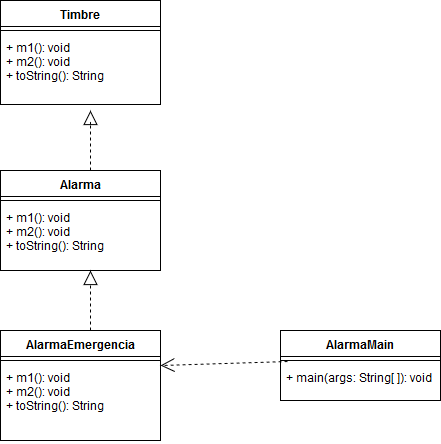 Timbre
+ m1(): void
+ m2(): void
+ toString(): String
Alarma
+ m1(): void
+ m2(): void
+ toString(): String
AlarmaEmergencia
+ m1(): void
+ m2(): void
+ toString(): String
AlarmaMain
+ main(args: String[ ]): void